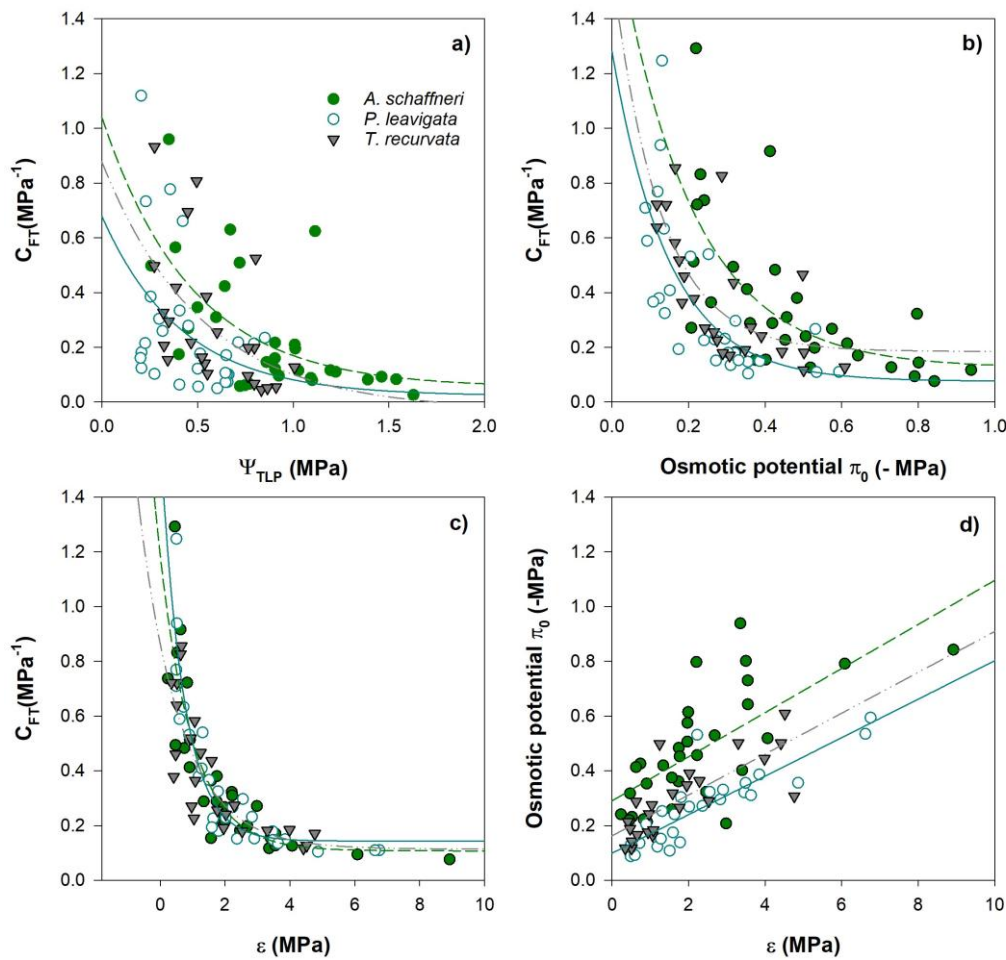 a)
1.4
1.2
1.0
0.8
0.6
0.4
0.2
0.0
C_FT(MPa^-1)
A. schaffneri
P. leavigata
T. recurvata
0.0 0.5 1.0 1.5 2.0
Ψ_TLP (MPa)
b)
1.4
1.2
1.0
0.8
0.6
0.4
0.2
0.0
C_FT(MPa^-1)
0.0 0.2 0.4 0.6 0.8 1.0
Osmotic potential π_0 (- MPa)
c)
1.4
1.2
1.0
0.8
0.6
0.4
0.2
0.0
C_FT(MPa^-1)
0 2 4 6 8 10
ε (MPa)
d)
1.4
1.2
1.0
0.8
0.6
0.4
0.2
0.0
Osmotic potential π_0 (-MPa)
0 2 4 6 8 10
ε (MPa)